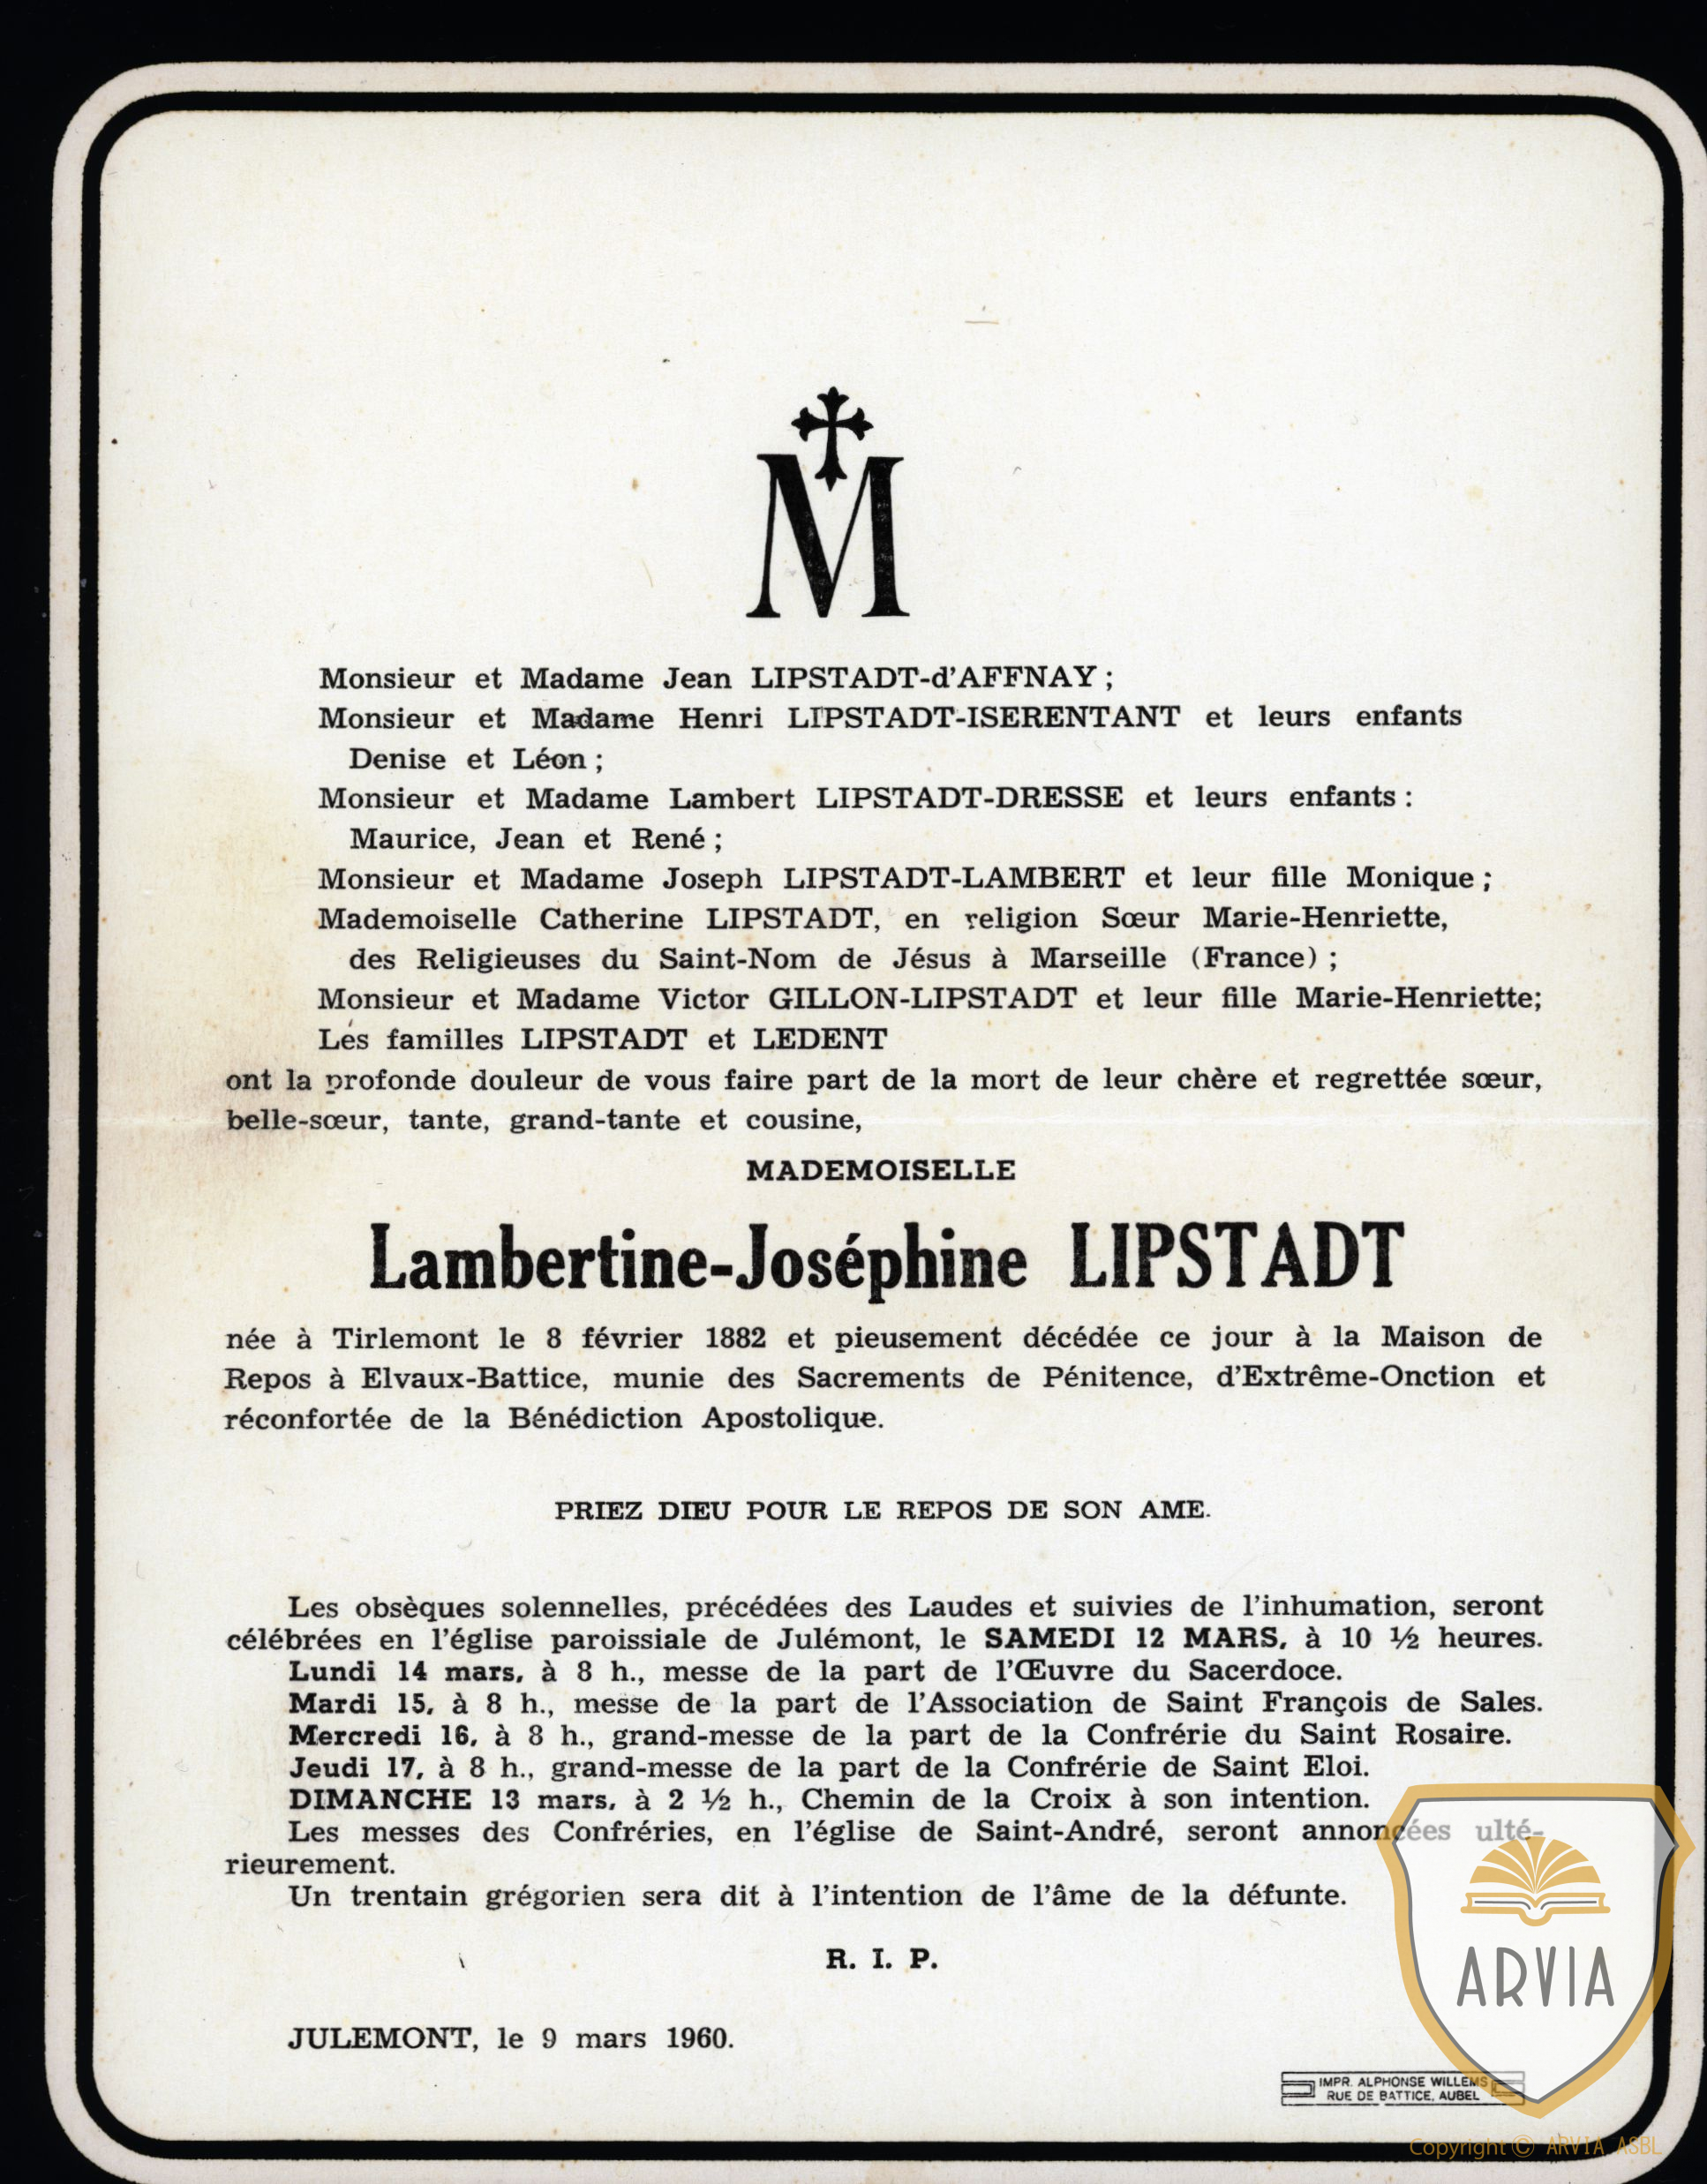 M
Monsieur et Madame Jean LIPSTADT-d'AFFNAY ;
Monsieur et Madame Henri LIPSTADT-ISERENTANT et leurs enfants
Denise et Léon ;
Monsieur et Madame Lambert LIPSTADT-DRESSE et leurs enfants :
Maurice, Jean et René ;
Monsieur et Madame Joseph LIPSTADT-LAMBERT et leur fille Monique ;
Mademoiselle Catherine LIPSTADT, en religion Sœur Marie-Henriette,
des Religieuses du Saint-Nom de Jésus à Marseille (France) ;
Monsieur et Madame Victor GILLON-LIPSTADT et leur fille Marie-Henriette;
Les familles LIPSTADT et LEDENT
ont la profonde douleur de vous faire part de la mort de leur chère et regrettée sœur,
belle-sœur, tante, grand-tante et cousine,
MADEMOISELLE
Lambertine-Joséphine LIPSTADT
née à Tirlemont le 8 février 1882 et pieusement décédée ce jour à la Maison de
Repos à Elvaux-Battice, munie des Sacrements de Pénitence, d'Extrême-Onction et
réconfortée de la Bénédiction Apostolique.
PRIEZ DIEU POUR LE REPOS DE SON AME.
Les obsèques solennelles, précédées des Laudes et suivies de l'inhumation, seront
célébrées en l'église paroissiale de Julémont, le SAMEDI 12 MARS, à 10 ½ heures.
Lundi 14 mars, à 8 h., messe de la part de l'Œuvre du Sacerdoce.
Mardi 15, à 8 h., messe de la part de l'Association de Saint François de Sales.
Mercredi 16, à 8 h., grand-messe de la part de la Confrérie du Saint Rosaire.
Jeudi 17, à 8 h., grand-messe de la part de la Confrérie de Saint Eloi.
DIMANCHE 13 mars, à 2 ½ h., Chemin de la Croix à son intention.
Les messes des Confréries, en l'église de Saint-André, seront annoncées ulté-
rieurement.
Un trentain grégorien sera dit à l'intention de l'âme de la défunte.
R. I. P.
JULEMONT, le 9 mars 1960.
IMPR. ALPHONSE WILLEMS
RUE DE BATTICE, AUBEL
ARVIA
Copyright © ARVIA ASBL